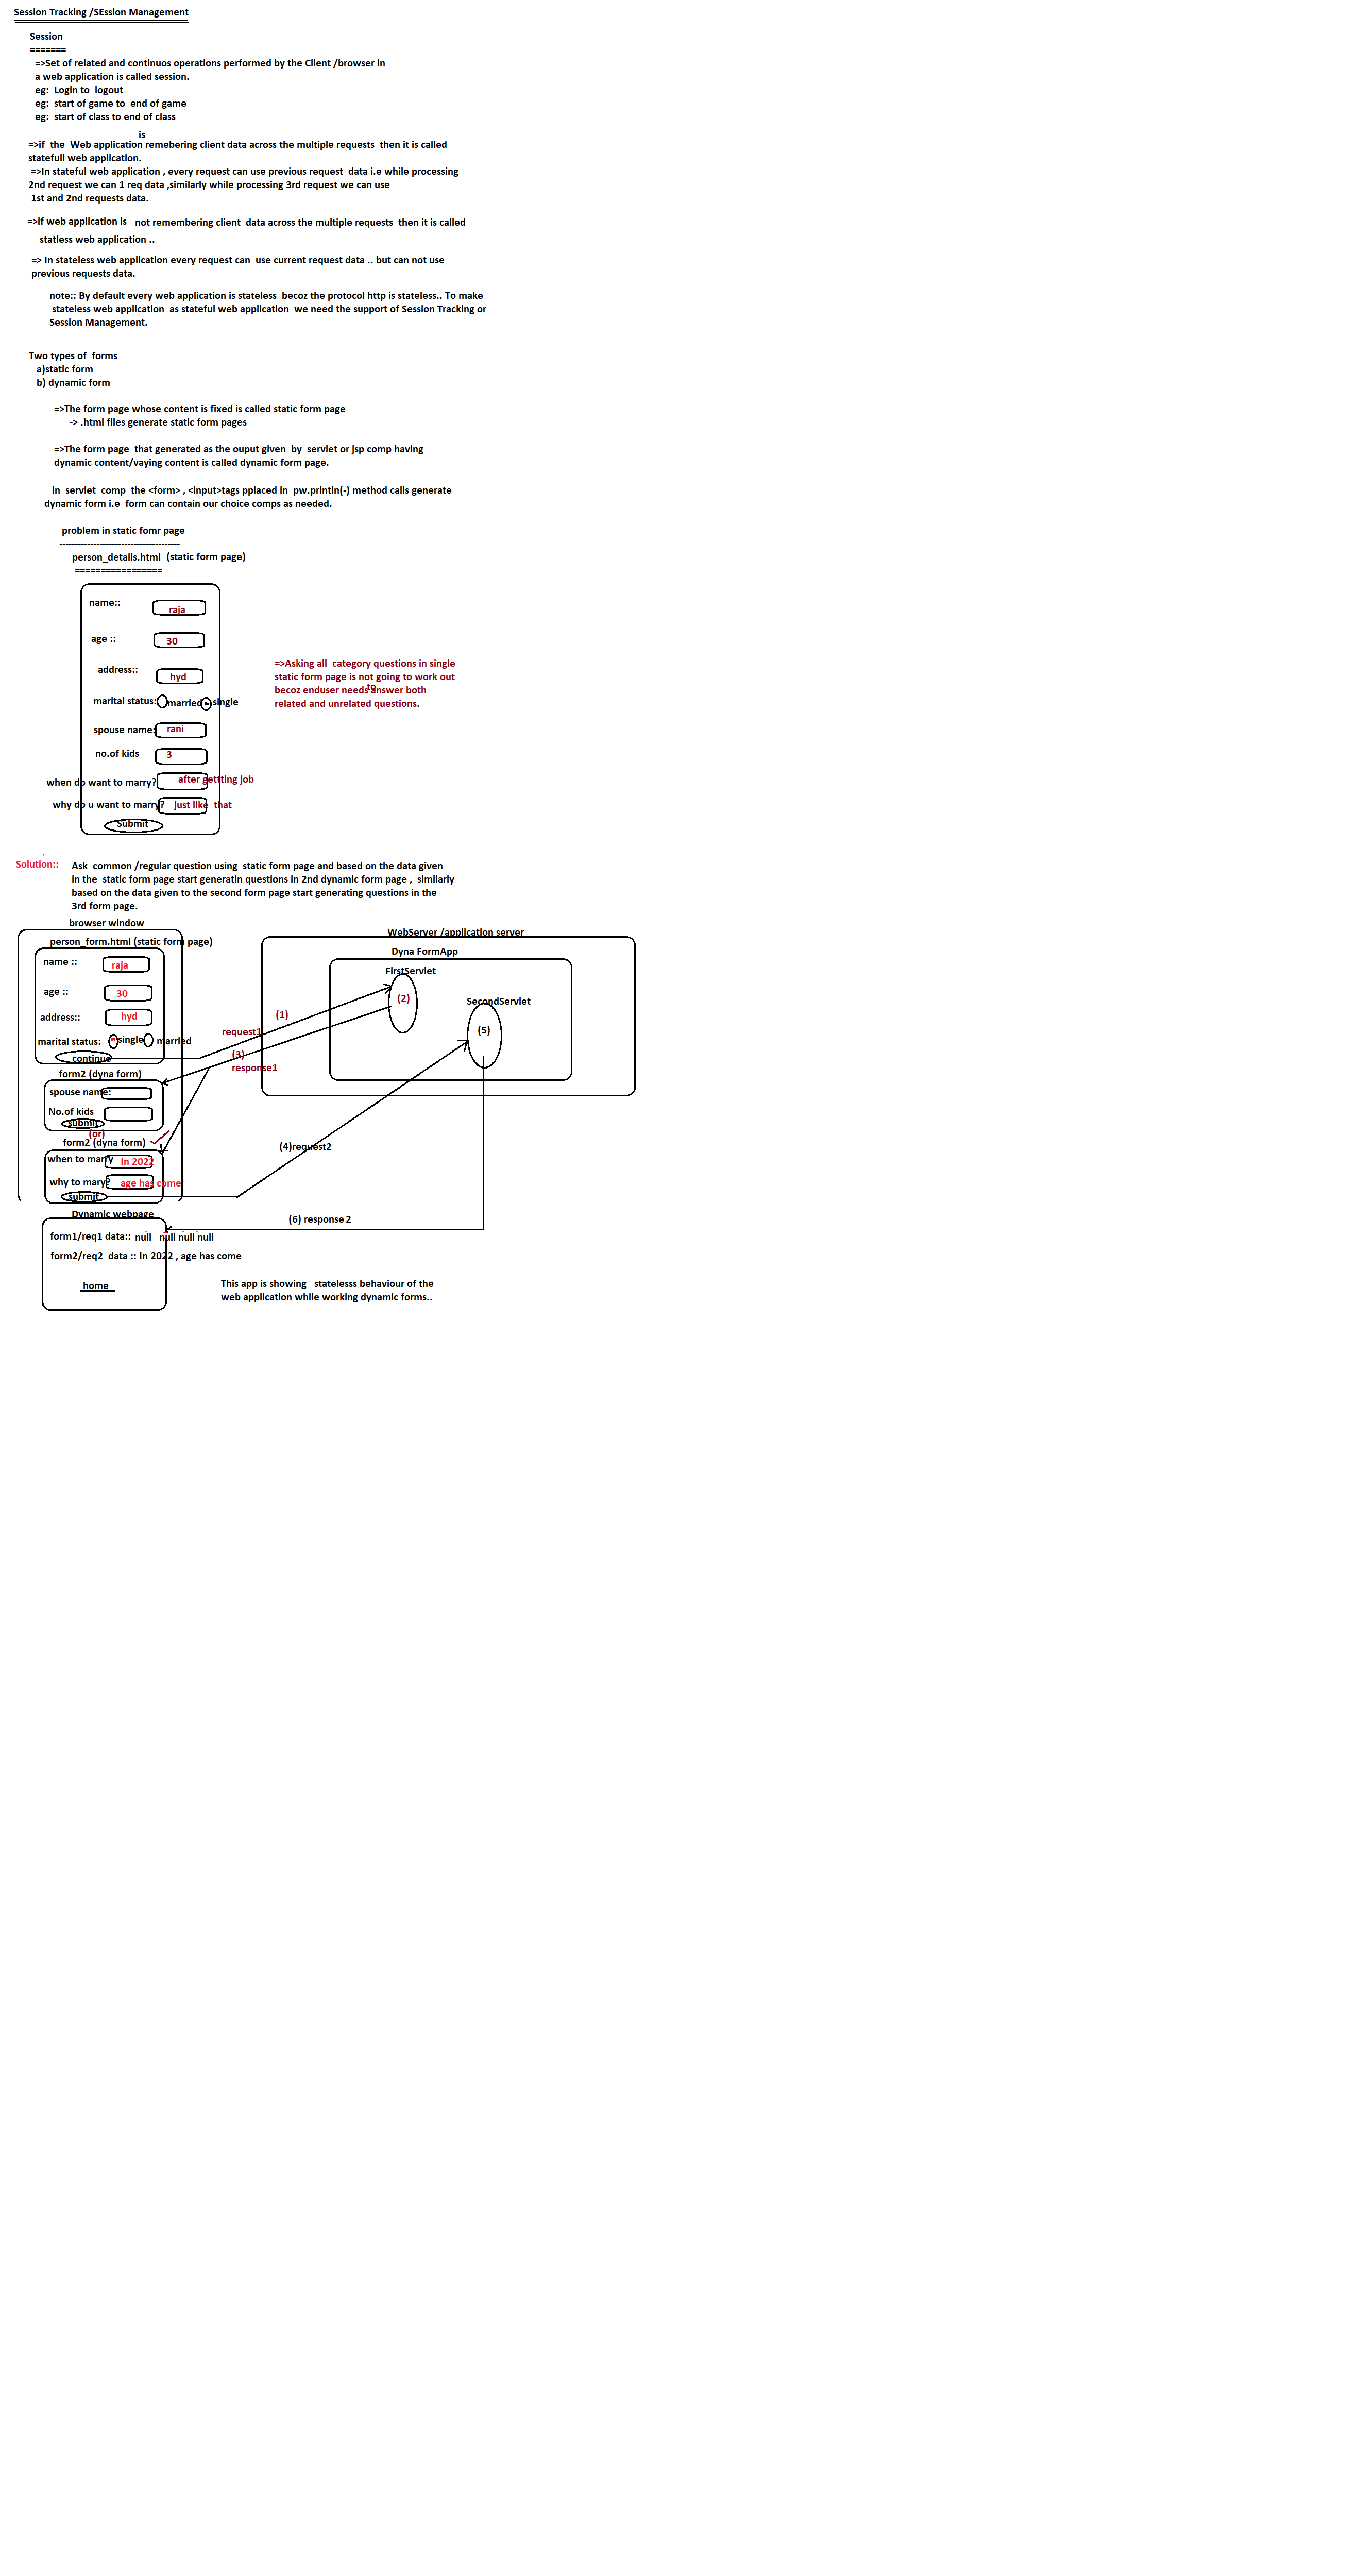 Session Tracking /SEssion Management
Session
=======
=>Set of related and continuos operations performed by the Client /browser in
a web application is called session.
eg:  Login to  logout
eg:  start of game to  end of game
eg:  start of class to end of class
is
=>if  the  Web application remebering client data across the multiple requests  then it is called
statefull web application.
=>In stateful web application , every request can use previous request  data i.e while processing
2nd request we can 1 req data ,similarly while processing 3rd request we can use
1st and 2nd requests data.
=>if web application is   not remembering client  data across the multiple requests  then it is called
statless web application ..
=> In stateless web application every request can  use current request data .. but can not use
previous requests data.
note:: By default every web application is stateless  becoz the protocol http is stateless.. To make
stateless web application  as stateful web application  we need the support of Session Tracking or
Session Management.
Two types of  forms
a)static form
b) dynamic form
=>The form page whose content is fixed is called static form page
-> .html files generate static form pages
=>The form page  that generated as the ouput given  by  servlet or jsp comp having
dynamic content/vaying content is called dynamic form page.
in  servlet  comp  the <form> , <input>tags pplaced in  pw.println(-) method calls generate
dynamic form i.e  form can contain our choice comps as needed.
problem in static fomr page
---------------------------------------
person_details.html  (static form page)
=================
name::  raja
age ::  30
address::  hyd
marital status: married single
spouse name: rani
no.of kids  3
when do want to marry?  after gettting job
why do u want to marry?  just like  that
Submit
=>Asking all  category questions in single
static form page is not going to work out
to
becoz enduser needs answer both
related and unrelated questions.
Solution::  Ask  common /regular question using  static form page and based on the data given
in the  static form page start generatin questions in 2nd dynamic form page ,  similarly
based on the data given to the second form page start generating questions in the
3rd form page.
browser window
person_form.html (static form page)
name ::  raja
age ::  30
address::  hyd
marital status: single married
continue
form2 (dyna form)
spouse name:
No.of kids
submit
(or)
form2 (dyna form)
when to marry  In 2022
why to mary?  age has come
submit
WebServer /application server
Dyna FormApp
FirstServlet
(2)
SecondServlet
(5)
(1)
request1
(3)
response1
(4)request2
(6) response 2
Dynamic webpage
form1/req1 data::  null   null null null
form2/req2  data :: In 2022 , age has come
home
This app is showing   statelesss behaviour of the
web application while working dynamic forms..